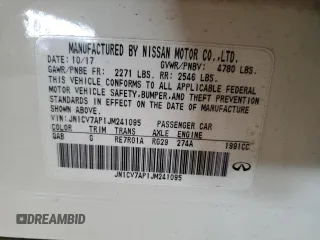 MANUFACTURED BY NISSAN MOTOR CO.,LTD.
DATE: 10/17 GVWR/PNBV: 4780 LBS.
GAWR/PNBE FR: 2271 LBS. RR: 2546 LBS.
THIS VEHICLE CONFORMS TO ALL APPLICABLE FEDERAL
MOTOR VEHICLE SAFETY,BUMPER,AND THEFT
PREVENTION STANDARDS IN EFFECT ON THE DATE OF
MANUFACTURE SHOWN ABOVE.
VIN: JN1CV7AP1JM241095 PASSENGER CAR
COLOR TRIM TRANS AXLE ENGINE
QAB G RE7R01A RG29 274A 1991CC
JN1CV7AP1JM241095
DREAMBID
INFINITI